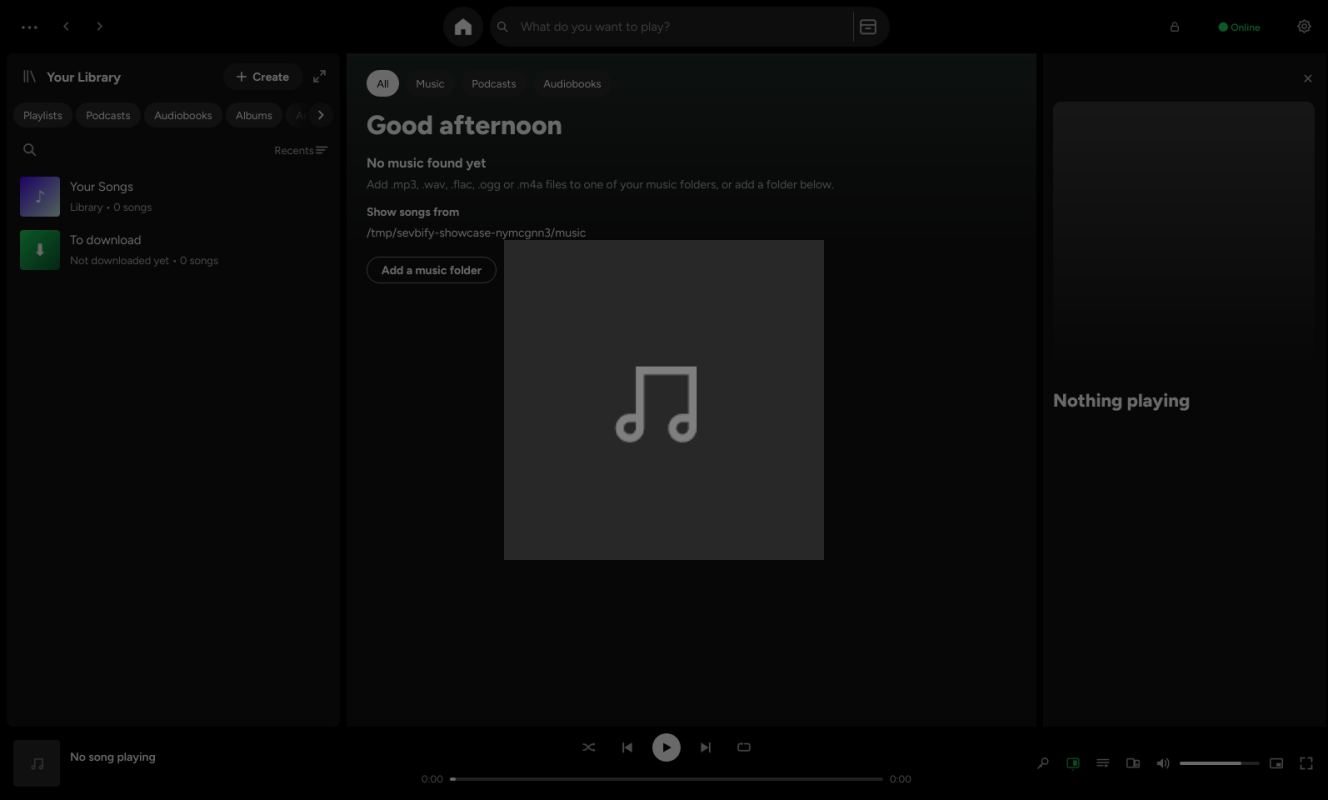 What do you want to play?
Online
Your Library
Create
Playlists
Podcasts
Audiobooks
Albums
Recents
Your Songs
Library • 0 songs
To download
Not downloaded yet • 0 songs
All
Music
Podcasts
Audiobooks
Good afternoon
No music found yet
Add .mp3, .wav, .flac, .ogg or .m4a files to one of your music folders, or add a folder below.
Show songs from
/tmp/sevbify-showcase-nymcgnn3/music
Add a music folder
Nothing playing
No song playing
0:00
0:00